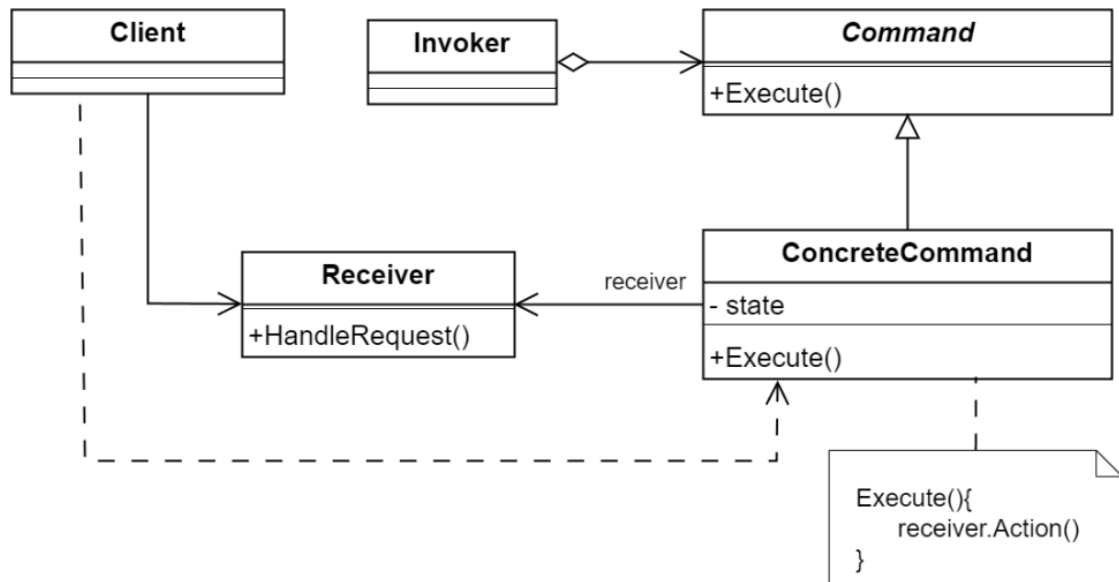 Client
Invoker
Command
+Execute()
Receiver
+HandleRequest()
receiver
ConcreteCommand
- state
+Execute()
Execute(){
receiver.Action()
}